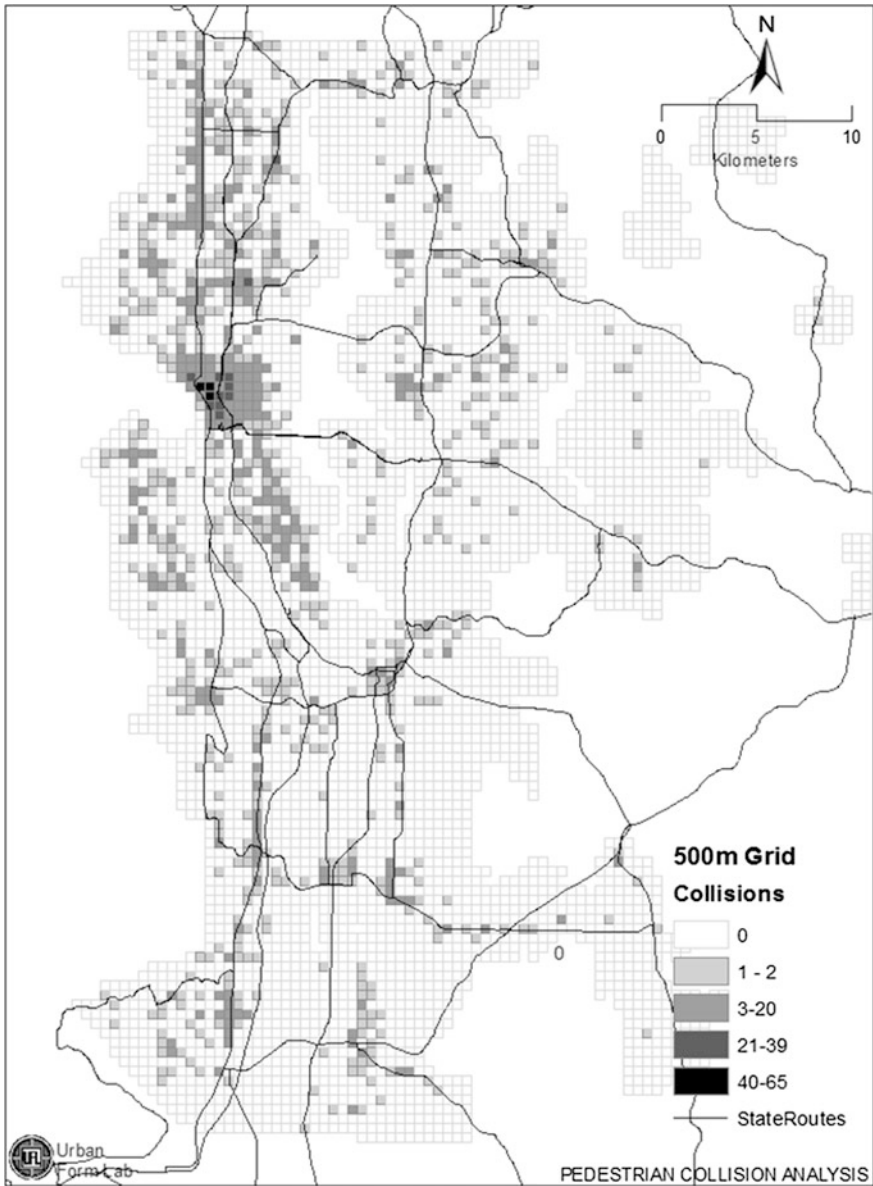 N
0 5 10
Kilometers
500m Grid
Collisions
0
1 - 2
3-20
21-39
40-65
StateRoutes
0
UFL
Urban
Form Lab
PEDESTRIAN COLLISION ANALYSIS